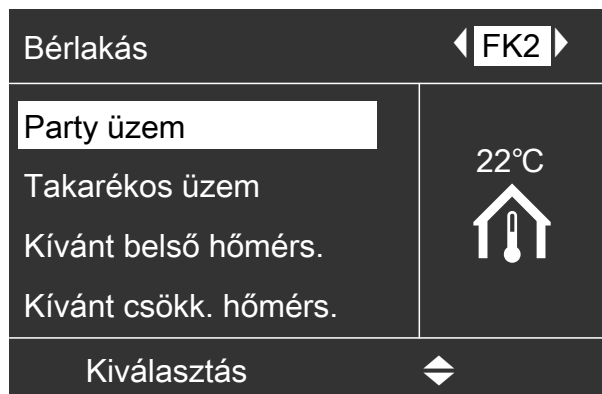 Bérlakás
FK2
Party üzem
Takarékos üzem
Kívánt belső hőmérs.
Kívánt csökk. hőmérs.
22°C
Kiválasztás